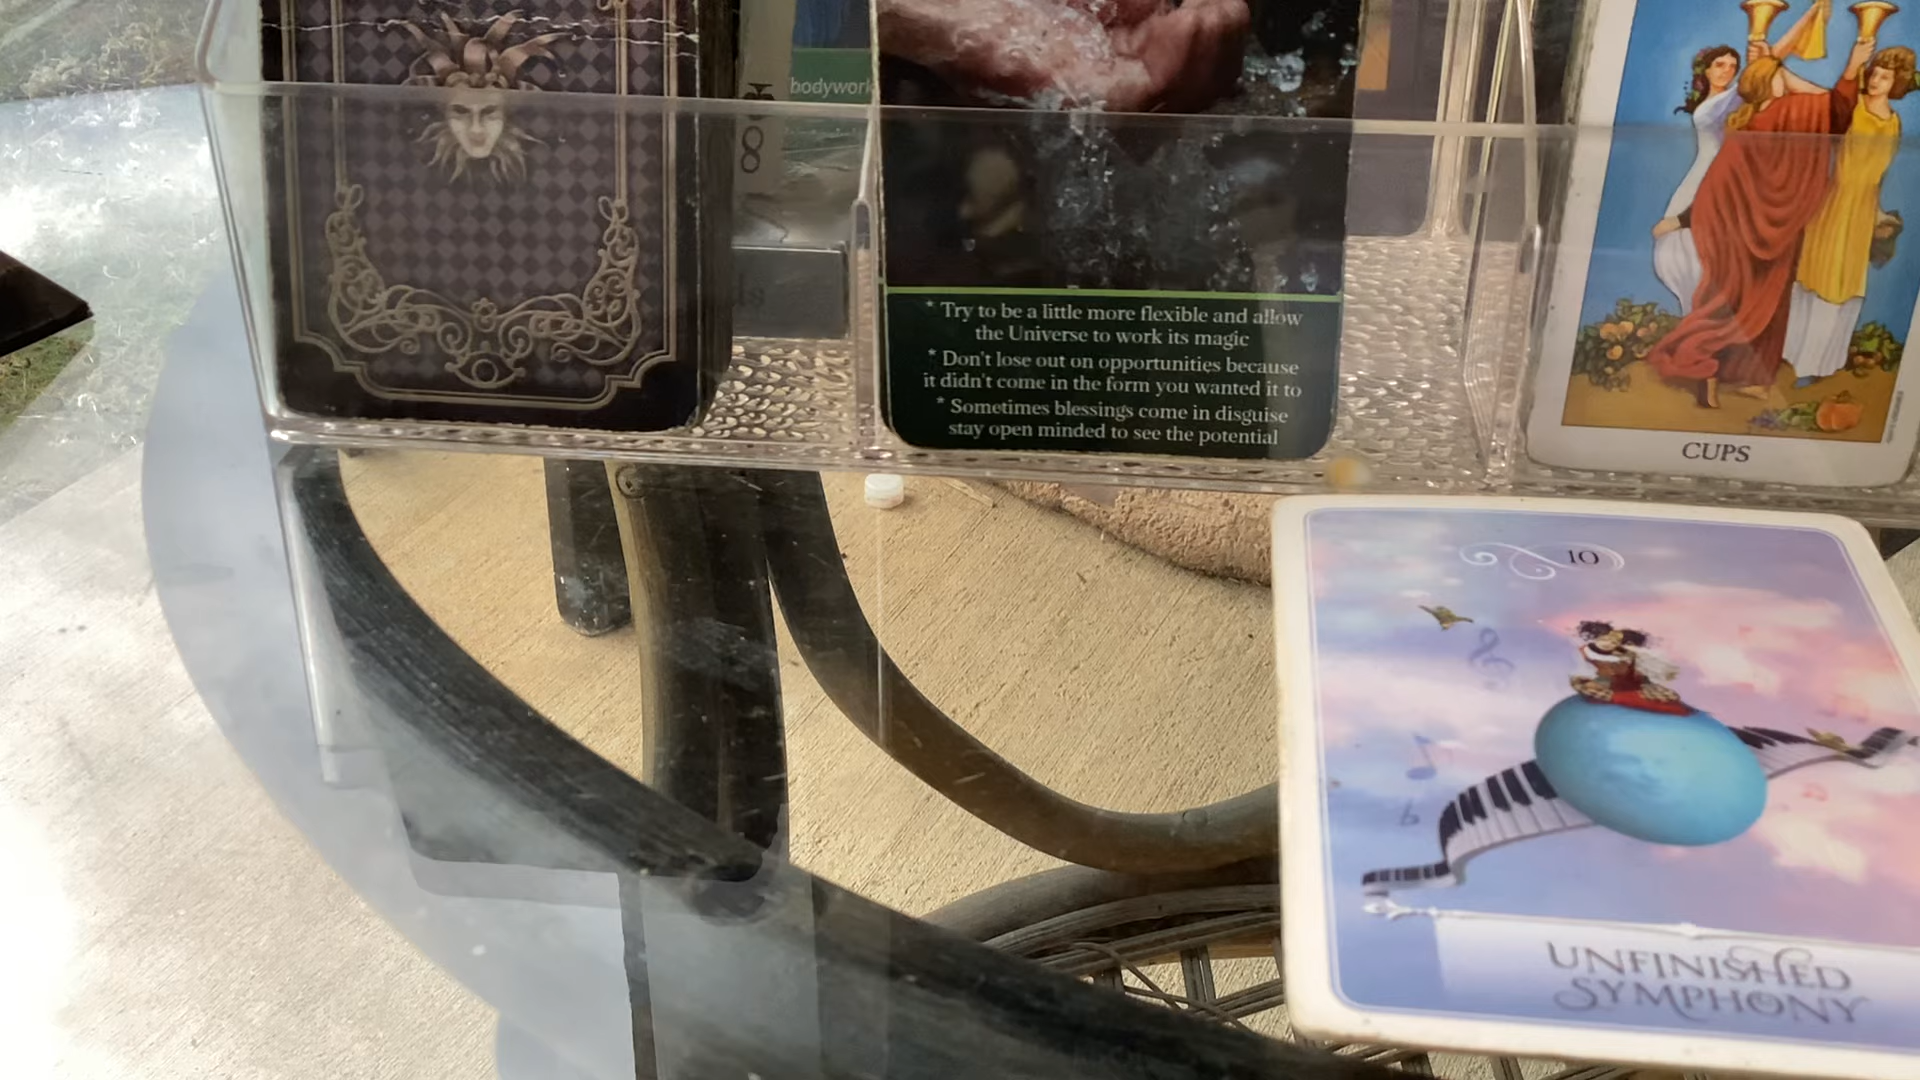 bodywork
8
* Try to be a little more flexible and allow
the Universe to work its magic
* Don't lose out on opportunities because
it didn't come in the form you wanted it to
* Sometimes blessings come in disguise
stay open minded to see the potential
CUPS
10
UNFINISHED
SYMPHONY